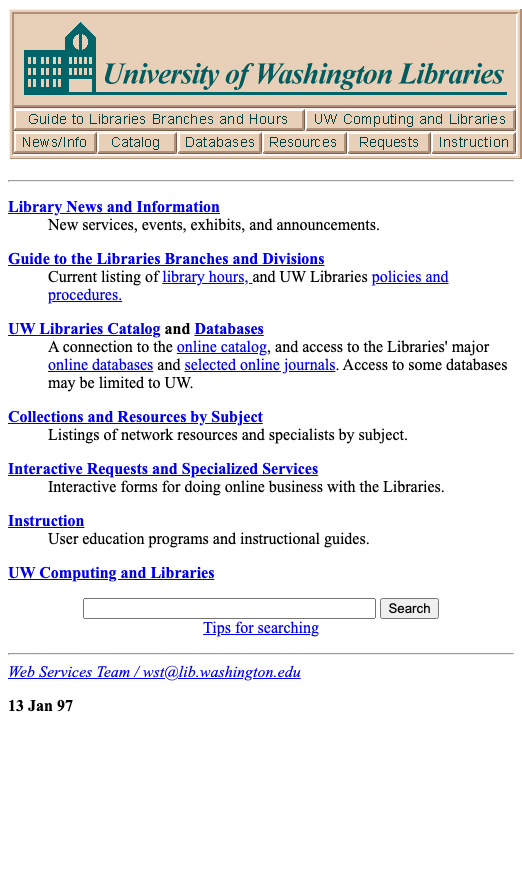 University of Washington Libraries
Guide to Libraries Branches and Hours
UW Computing and Libraries
News/Info
Catalog
Databases
Resources
Requests
Instruction
Library News and Information
New services, events, exhibits, and announcements.
Guide to the Libraries Branches and Divisions
Current listing of library hours, and UW Libraries policies and
procedures.
UW Libraries Catalog and Databases
A connection to the online catalog, and access to the Libraries' major
online databases and selected online journals. Access to some databases
may be limited to UW.
Collections and Resources by Subject
Listings of network resources and specialists by subject.
Interactive Requests and Specialized Services
Interactive forms for doing online business with the Libraries.
Instruction
User education programs and instructional guides.
UW Computing and Libraries
Search
Tips for searching
Web Services Team / wst@lib.washington.edu
13 Jan 97